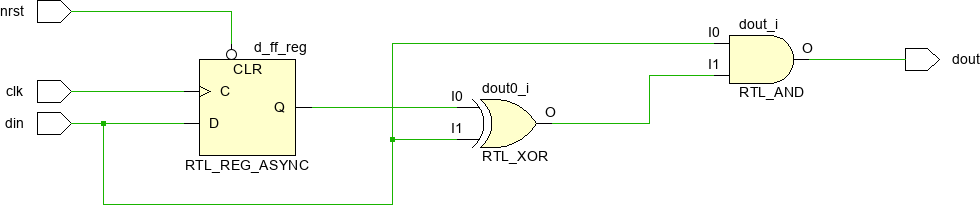 nrst
d_ff_reg
CLR
clk
C
Q
din
D
RTL_REG_ASYNC
dout0_i
I0
I1
O
RTL_XOR
dout_i
I0
I1
O
RTL_AND
dout